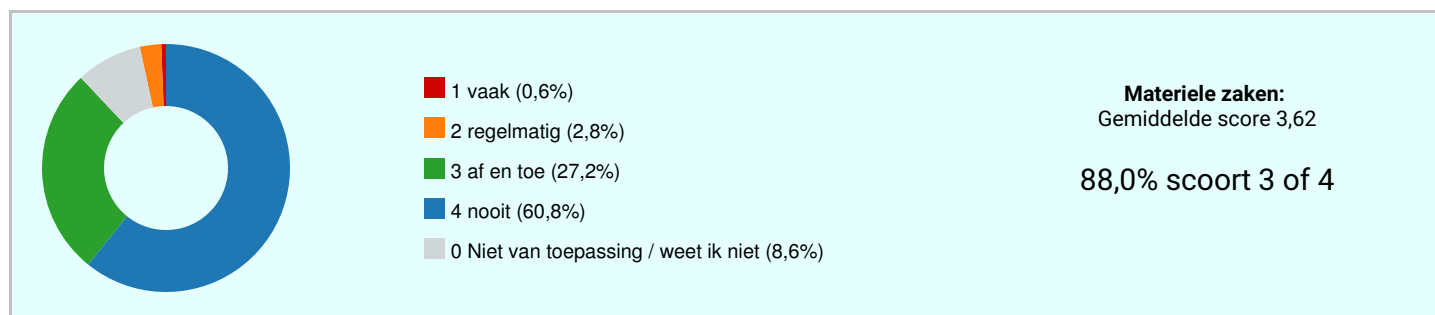 1 vaak (0,6%)
2 regelmatig (2,8%)
3 af en toe (27,2%)
4 nooit (60,8%)
0 Niet van toepassing / weet ik niet (8,6%)
Materiele zaken:
Gemiddelde score 3,62
88,0% scoort 3 of 4